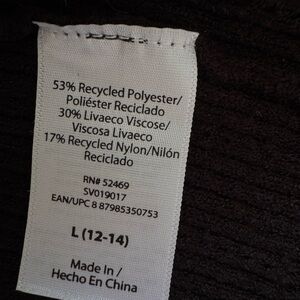 53% Recycled Polyester/
Poliéster Reciclado
30% Livaeco Viscose/
Viscosa Livaeco
17% Recycled Nylon/Nilón
Reciclado
RN# 52469
SV019017
EAN/UPC 8 87985350753
L (12-14)
Made In /
Hecho En China